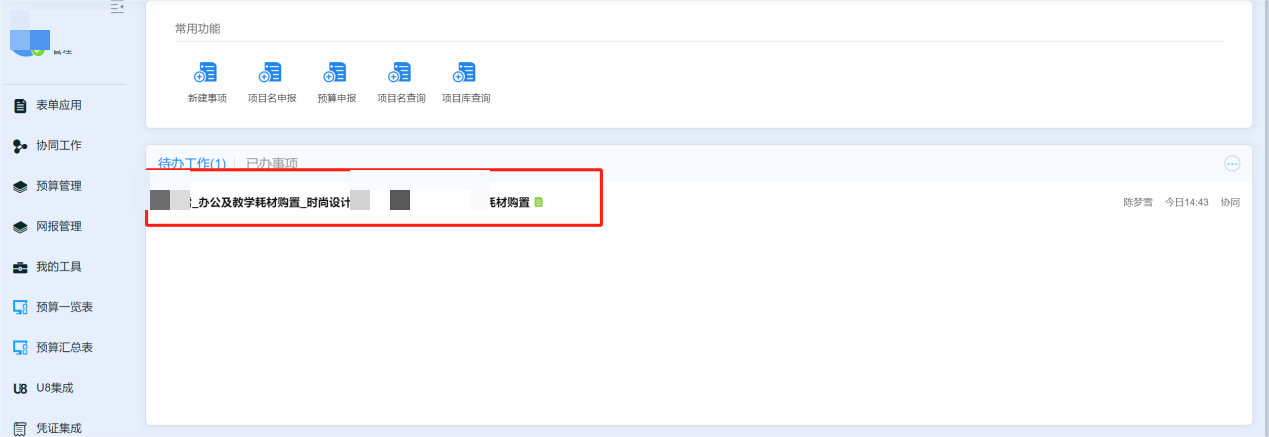 管理
表单应用
协同工作
预算管理
网报管理
我的工具
预算一览表
预算汇总表
U8
U8集成
凭证集成
常用功能
新建事项 项目名申报 预算申报 项目名查询 项目库查询
待办工作(1) 已办事项
_办公及教学耗材购置_时尚设计 耗材购置 陈梦雪 今日14:43 协同